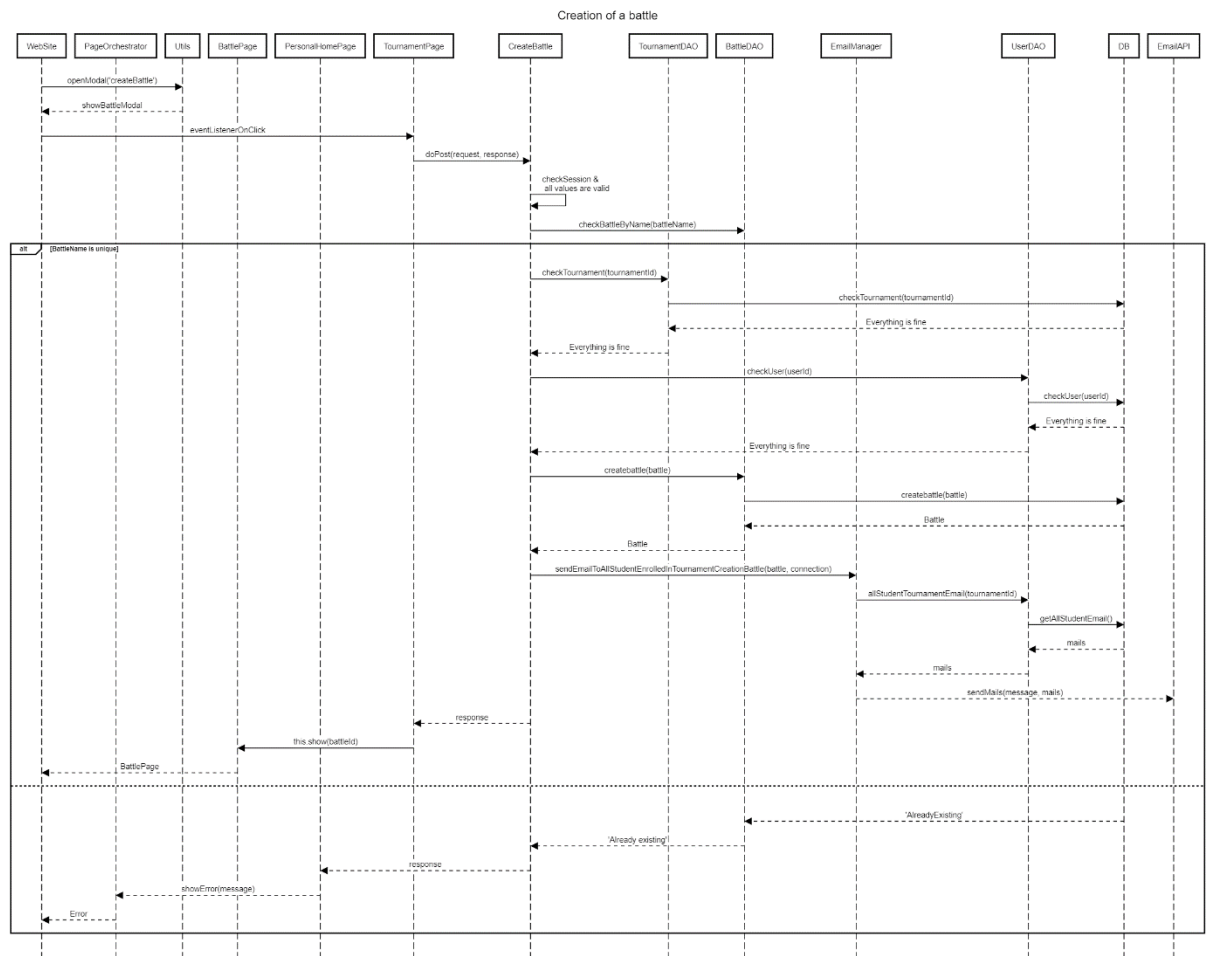 Creation of a battle
WebSite
PageOrchestrator
Utils
BattlePage
PersonalHomePage
TournamentPage
CreateBattle
TournamentDAO
BattleDAO
EmailManager
UserDAO
DB
EmailAPI
openModal('createBattle')
showBattleModal
eventListenerOnClick
doPost(request, response)
checkSession &
all values are valid
checkBattleByName(battleName)
alt
[BattleName is unique]
checkTournament(tournamentId)
checkTournament(tournamentId)
Everything is fine
Everything is fine
checkUser(userId)
checkUser(userId)
Everything is fine
Everything is fine
createbattle(battle)
createbattle(battle)
Battle
Battle
sendEmailToAllStudentEnrolledInTournamentCreationBattle(battle, connection)
allStudentTournamentEmail(tournamentId)
getAllStudentEmail()
mails
mails
sendMails(message, mails)
response
this.show(battleId)
BattlePage
'AlreadyExisting'
'Already existing'
response
showError(message)
Error